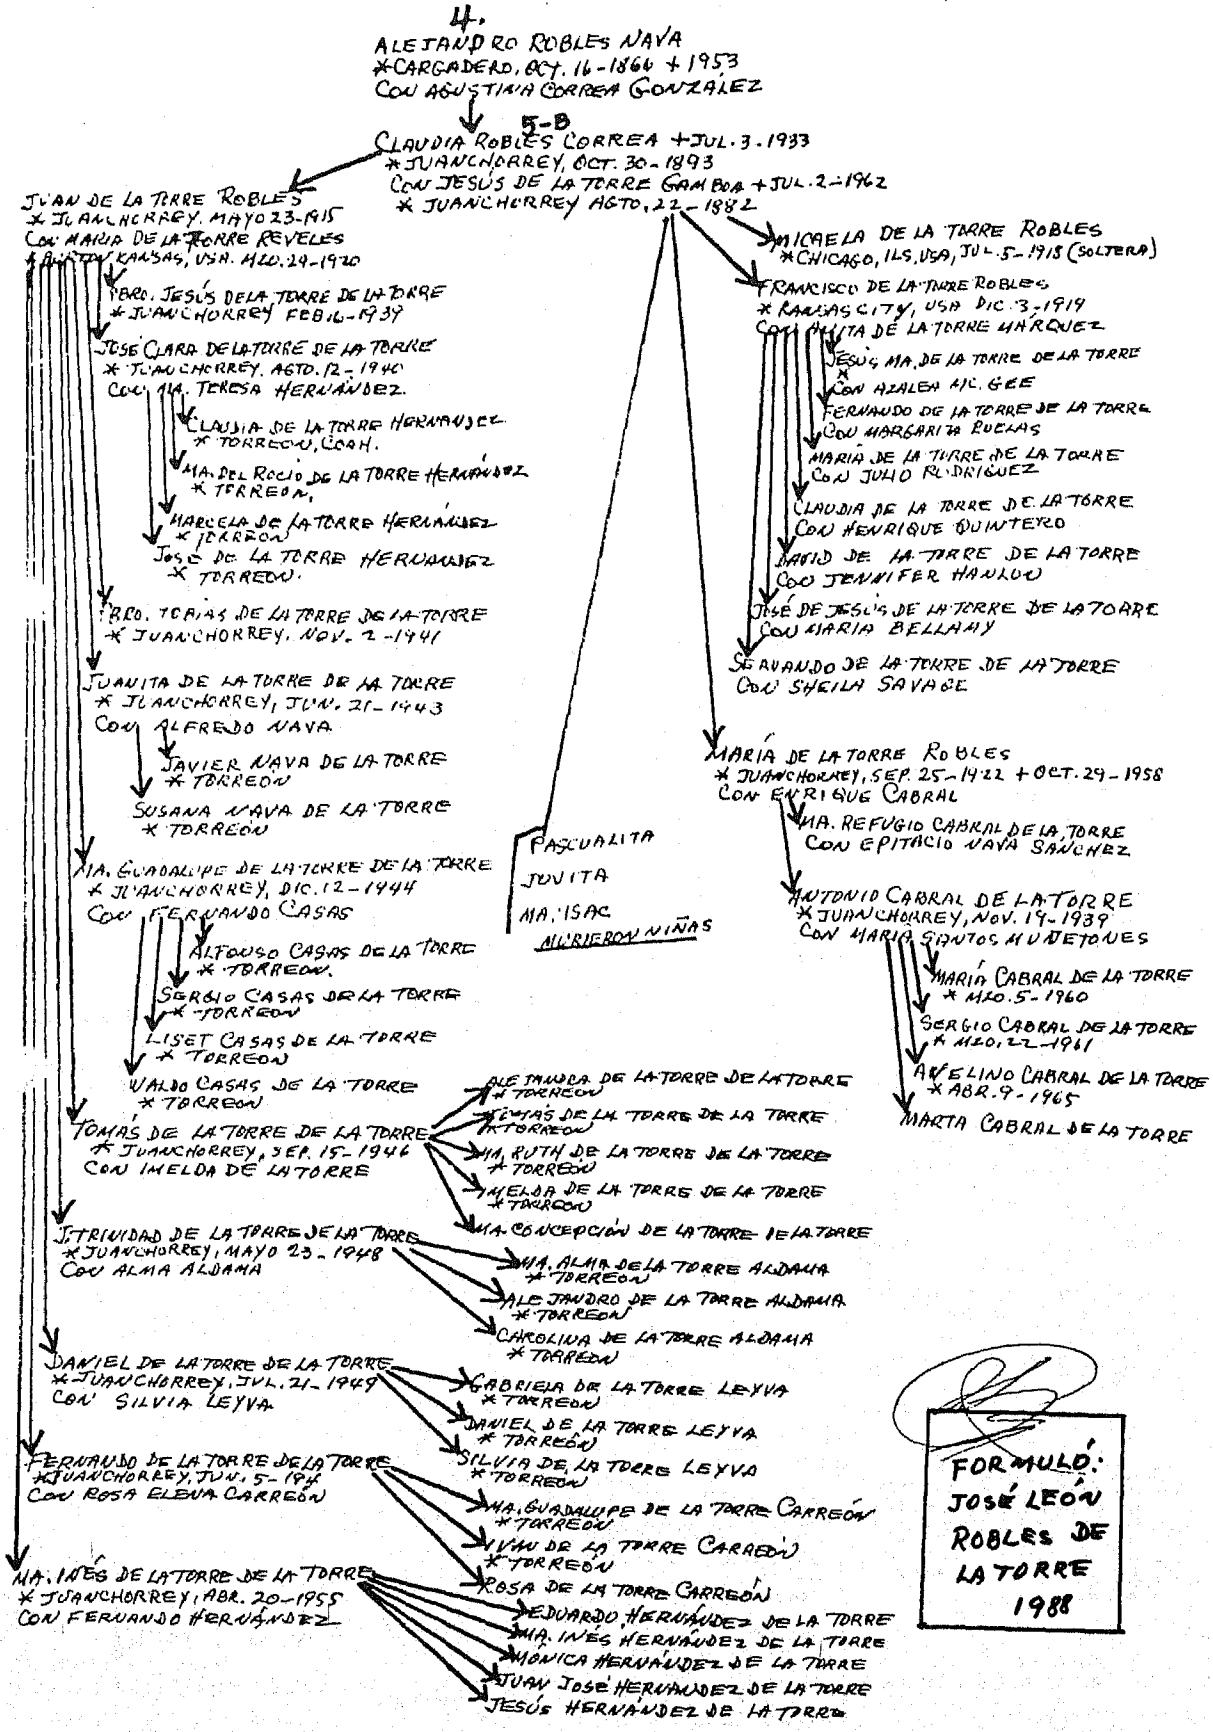 4.
ALEJANDRO ROBLES NAVA
*CARGADERO, OCT. 16-1864 +1953
CON AGUSTINA CORREA GONZÁLEZ
5-B
CLAUDIA ROBLES CORREA +JUL. 3. 1933
* JUANCHORREY, OCT. 30-1893
CON JESÚS DE LA TORRE GAMBOA +JUL. 2-1962
* JUANCHORREY AGTO, 22-1882
JUAN DE LA TORRE ROBLES
* JUANCHORREY. MAYO 23-1915
CON MARIA DE LA TORRE REVELES
KANSAS, USA. MZO. 29-1920
PBRO. JESÚS DE LA TORRE DE LA TORRE
* JUANCHORREY FEB 16-1939
JOSÉ CLARA DE LA TORRE DE LA TORRE
* JUANCHORREY. AGTO. 12-1940
CON MA. TERESA HERNÁNDEZ.
CLAUDIA DE LA TORRE HERNANDEZ
* TORREON, COAH.
MA. DEL ROCIO DE LA TORRE HERNÁNDEZ
* TORREON,
MARCELA DE LA TORRE HERNÁNDEZ
* TORREON
JOSÉ DE LA TORRE HERNANDEZ
* TORREON.
PBRO. TOBIAS DE LA TORRE DE LA TORRE
* JUANCHORREY. NOV. 2-1941
JUANITA DE LA TORRE DE LA TORRE
* JUANCHORREY, JUN. 21-1943
CON ALFREDO NAVA
JAVIER NAVA DE LA TORRE
* TORREÓN
SUSANA NAVA DE LA TORRE
* TORREÓN
MA. GUADALUPE DE LA TORRE DE LA TORRE
* JUANCHORREY, DIC. 12-1944
CON FERNANDO CASAS
ALFONSO CASAS DE LA TORRE
* TORREON.
SERGIO CASAS DE LA TORRE
* TORREON
LISET CASAS DE LA TORRE
* TORREON
WALDO CASAS DE LA TORRE
* TORREON
TOMÁS DE LA TORRE DE LA TORRE
* JUANCHORREY, SEP. 15-1946
CON IMELDA DE LA TORRE
ALEJANDRA DE LA TORRE DE LA TORRE
* TORREON
TOMÁS DE LA TORRE DE LA TORRE
* TORREON
MA. RUTH DE LA TORRE DE LA TORRE
* TORREÓN
IMELDA DE LA TORRE DE LA TORRE
* TORREON
MA. CONCEPCIÓN DE LA TORRE DE LA TORRE
J. TRINIDAD DE LA TORRE DE LA TORRE
* JUANCHORREY, MAYO 23-1948
CON ALMA ALDAMA
MA. ALMA DE LA TORRE ALDAMA
* TORREON
ALEJANDRO DE LA TORRE ALDAMA
* TORREON
CAROLINA DE LA TORRE ALDAMA
* TORREON
DANIEL DE LA TORRE DE LA TORRE
* JUANCHORREY, JUL. 21-1949
CON SILVIA LEYVA
GABRIELA DE LA TORRE LEYVA
* TORREON
DANIEL DE LA TORRE LEYVA
* TORREÓN
SILVIA DE LA TORRE LEYVA
* TORREON
FERNANDO DE LA TORRE DE LA TORRE
* JUANCHORREY, JUN. 5-194
CON ROSA ELENA CARREÓN
MA. GUADALUPE DE LA TORRE CARREÓN
* TORREON
DE LA TORRE CARREÓN
* TORREÓN
ROSA DE LA TORRE CARREÓN
MA. INÉS DE LA TORRE DE LA TORRE
* JUANCHORREY, ABR. 20-1955
CON FERNANDO HERNÁNDEZ
EDUARDO HERNÁNDEZ DE LA TORRE
MA. INÉS HERNÁNDEZ DE LA TORRE
MÓNICA HERNÁNDEZ DE LA TORRE
JUAN JOSÉ HERNANDEZ DE LA TORRE
JESÚS HERNÁNDEZ DE LA TORRE
PASCUALITA
JUVITA
MA. ISAC
MURIERON NIÑAS
MICAELA DE LA TORRE ROBLES
* CHICAGO, ILS, USA, JUL. 5-1918 (SOLTERA)
FRANCISCO DE LA TORRE ROBLES
* KANSAS CITY, USA DIC. 3-1919
CON ANITA DE LA TORRE MÁRQUEZ
JESÚS MA. DE LA TORRE DE LA TORRE
*
CON AZALEA MC. GEE
FERNANDO DE LA TORRE DE LA TORRE
CON MARGARITA RUELAS
MARIA DE LA TORRE DE LA TORRE
CON JULIO RODRIGUEZ
CLAUDIA DE LA TORRE DE LA TORRE
CON HENRIQUE QUINTERO
DAVID DE LA TORRE DE LA TORRE
CON JENNIFER HANLON
JOSÉ DE JESÚS DE LA TORRE DE LA TORRE
CON MARIA BELLAMY
SERVANDO DE LA TORRE DE LA TORRE
CON SHEILA SAVAGE
MARÍA DE LA TORRE ROBLES
* JUANCHORREY, SEP. 25-1922 + OCT. 29-1958
CON ENRIQUE CABRAL
MA. REFUGIO CABRAL DE LA TORRE
CON EPITACIO NAVA SÁNCHEZ
ANTONIO CABRAL DE LA TORRE
* JUANCHORREY, NOV. 19-1939
CON MARIA SANTOS MUÑETONES
MARÍA CABRAL DE LA TORRE
* MZO. 5-1960
SERGIO CABRAL DE LA TORRE
* MZO. 22-1961
AVELINO CABRAL DE LA TORRE
* ABR. 9-1965
MARTA CABRAL DE LA TORRE
FORMULÓ:
JOSÉ LEÓN
ROBLES DE
LA TORRE
1988